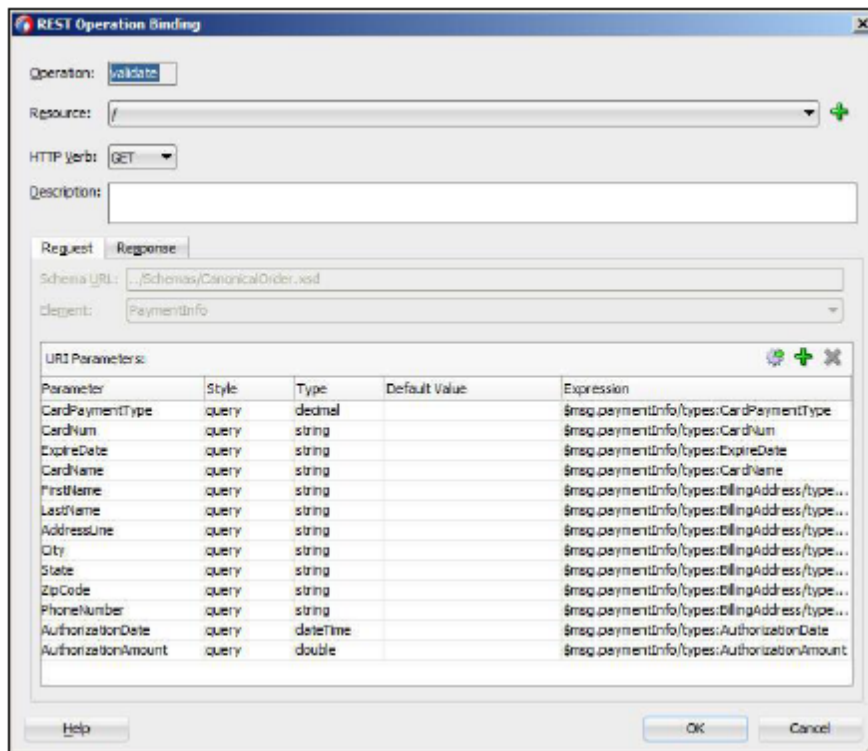 REST Operation Binding
Operation: validate
Resource: /
HTTP Verb: GET
Description:
Request Response
Schema URL: ../Schemas/CanonicalOrder.xsd
Element: PaymentInfo
URI Parameters:
Parameter Style Type Default Value Expression
CardPaymentType query decimal $msg.paymentInfo/types:CardPaymentType
CardNum query string $msg.paymentInfo/types:CardNum
ExpireDate query string $msg.paymentInfo/types:ExpireDate
CardName query string $msg.paymentInfo/types:CardName
FirstName query string $msg.paymentInfo/types:BillingAddress/type...
LastName query string $msg.paymentInfo/types:BillingAddress/type...
AddressLine query string $msg.paymentInfo/types:BillingAddress/type...
City query string $msg.paymentInfo/types:BillingAddress/type...
State query string $msg.paymentInfo/types:BillingAddress/type...
ZipCode query string $msg.paymentInfo/types:BillingAddress/type...
PhoneNumber query string $msg.paymentInfo/types:BillingAddress/type...
AuthorizationDate query dateTime $msg.paymentInfo/types:AuthorizationDate
AuthorizationAmount query double $msg.paymentInfo/types:AuthorizationAmount
Help OK Cancel